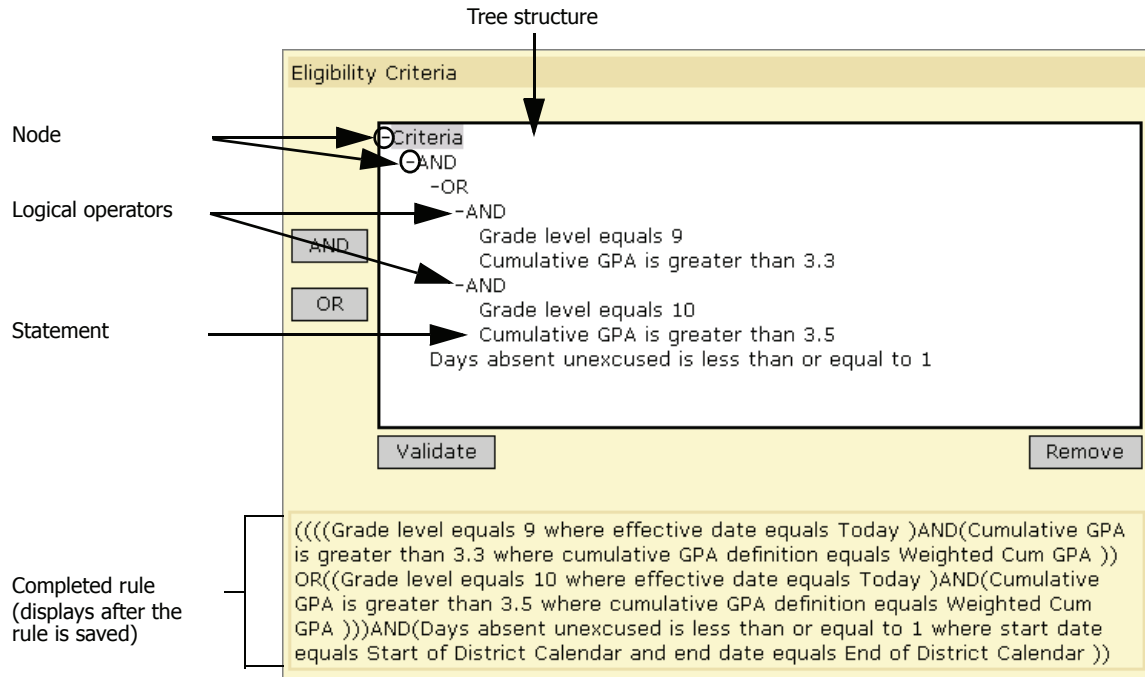 Tree structure
Eligibility Criteria
Node
-Criteria
-AND
-OR
Logical operators
-AND
AND
Grade level equals 9
Cumulative GPA is greater than 3.3
-AND
OR
Grade level equals 10
Statement
Cumulative GPA is greater than 3.5
Days absent unexcused is less than or equal to 1
Validate
Remove
((((Grade level equals 9 where effective date equals Today )AND(Cumulative GPA
is greater than 3.3 where cumulative GPA definition equals Weighted Cum GPA ))
OR((Grade level equals 10 where effective date equals Today )AND(Cumulative
GPA is greater than 3.5 where cumulative GPA definition equals Weighted Cum
GPA )))AND(Days absent unexcused is less than or equal to 1 where start date
equals Start of District Calendar and end date equals End of District Calendar ))
Completed rule
(displays after the
rule is saved)